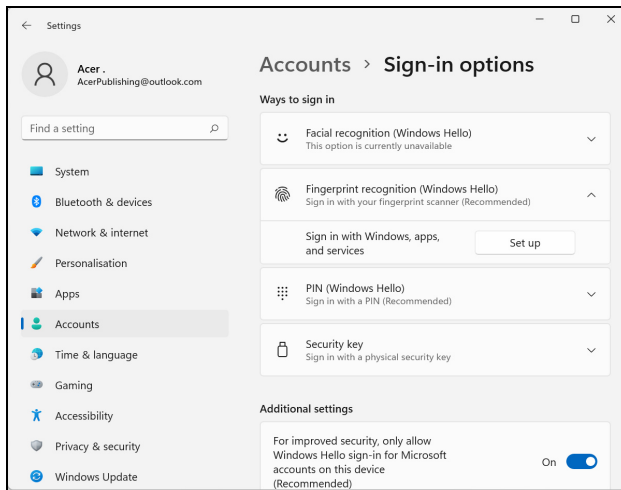 Settings
Acer .
AcerPublishing@outlook.com
Find a setting
System
Bluetooth & devices
Network & internet
Personalisation
Apps
Accounts
Time & language
Gaming
Accessibility
Privacy & security
Windows Update
Accounts > Sign-in options
Ways to sign in
Facial recognition (Windows Hello)
This option is currently unavailable
Fingerprint recognition (Windows Hello)
Sign in with your fingerprint scanner (Recommended)
Sign in with Windows, apps,
and services
Set up
PIN (Windows Hello)
Sign in with a PIN (Recommended)
Security key
Sign in with a physical security key
Additional settings
For improved security, only allow
Windows Hello sign-in for Microsoft
accounts on this device
(Recommended)
On